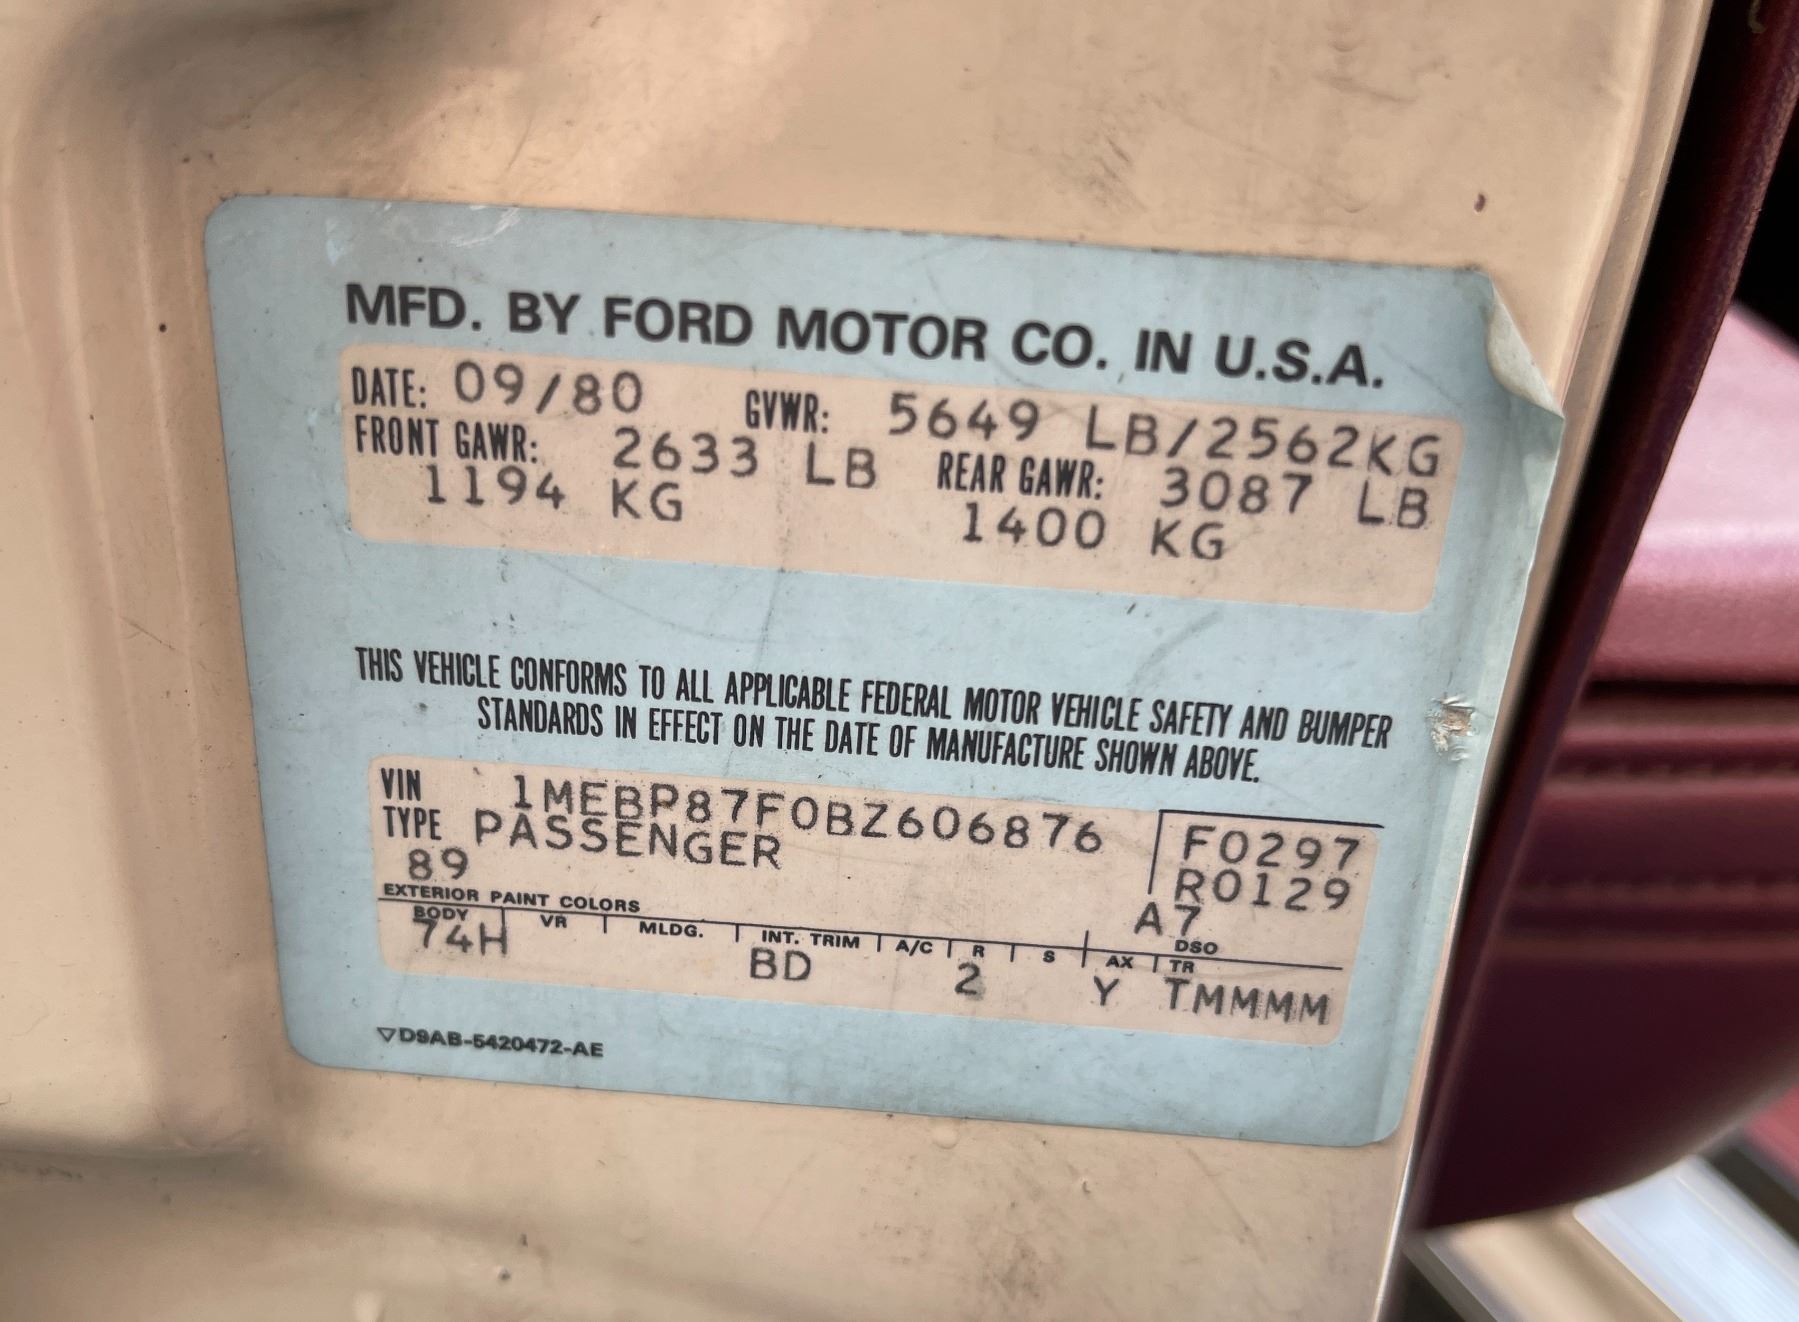 MFD. BY FORD MOTOR CO. IN U.S.A.
DATE: 09/80 GVWR: 5649 LB/2562KG
FRONT GAWR: 2633 LB REAR GAWR: 3087 LB
1194 KG 1400 KG
THIS VEHICLE CONFORMS TO ALL APPLICABLE FEDERAL MOTOR VEHICLE SAFETY AND BUMPER
STANDARDS IN EFFECT ON THE DATE OF MANUFACTURE SHOWN ABOVE.
VIN 1MEBP87F0BZ606876 F0297
TYPE PASSENGER R0129
89 A7
EXTERIOR PAINT COLORS DSO
BODY VR MLDG. INT. TRIM A/C R S AX TR
74H BD 2 Y TMMMM
▽D9AB-5420472-AE